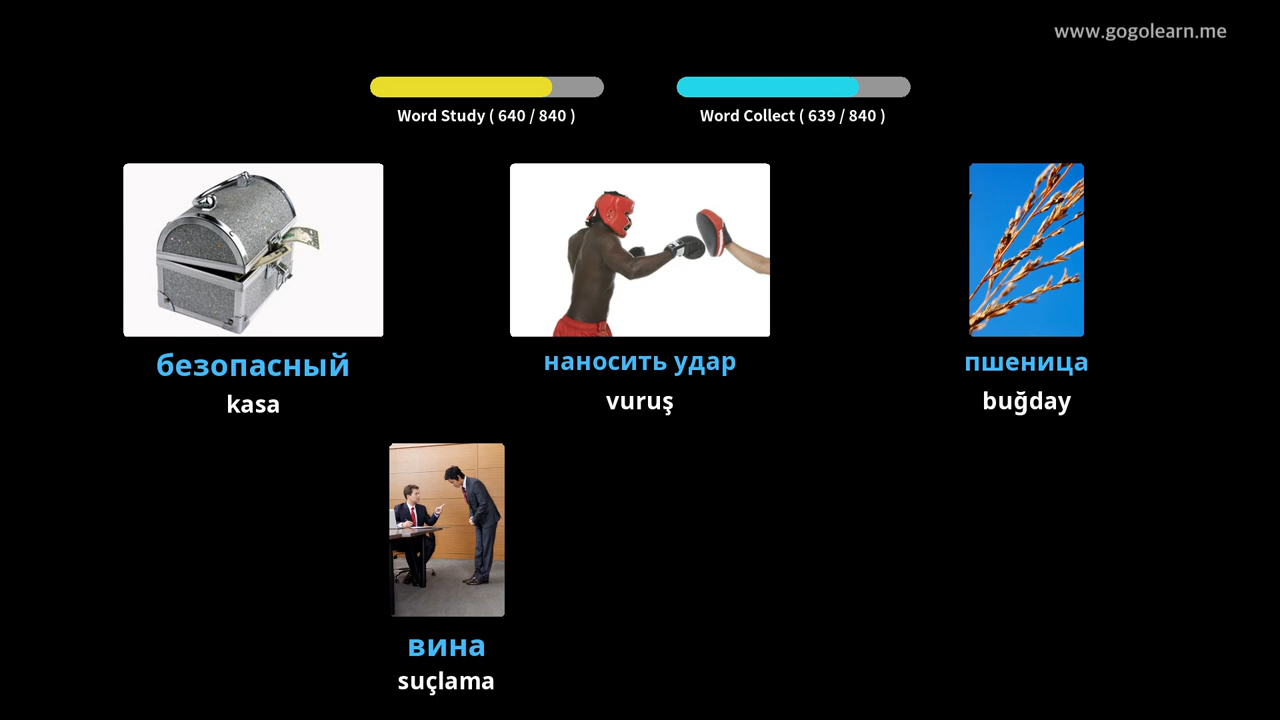 www.gogolearn.me
Word Study ( 640 / 840 )
Word Collect ( 639 / 840 )
безопасный
наносить удар
пшеница
kasa
vuruş
buğday
вина
suçlama